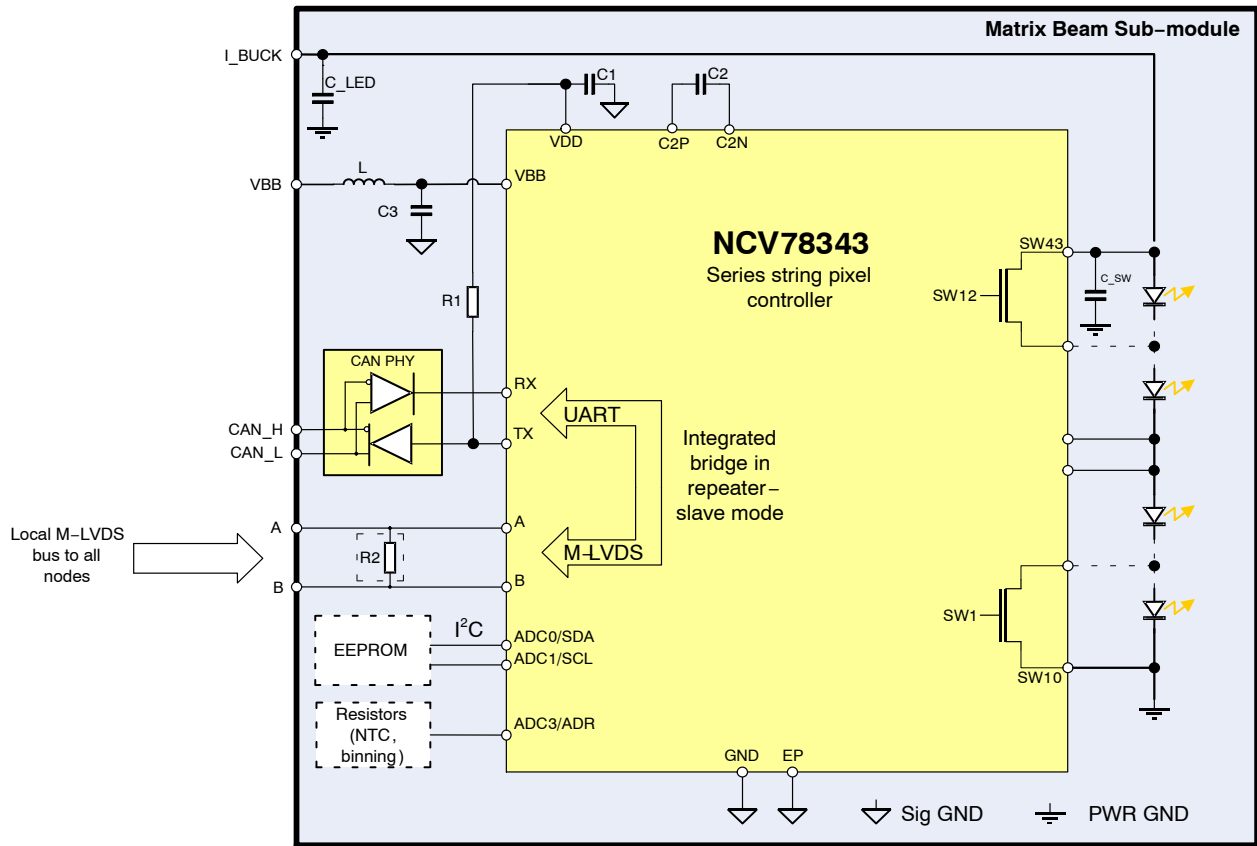 Matrix Beam Sub−module
I_BUCK
C_LED
C1
C2
VDD
C2P
C2N
L
VBB
VBB
C3
NCV78343
Series string pixel
controller
SW43
C_SW
SW12
R1
CAN PHY
RX
UART
TX
CAN_H
CAN_L
Integrated
bridge in
repeater−
slave mode
Local M−LVDS
bus to all
nodes
A
A
R2
M−LVDS
B
B
SW1
I2C
EEPROM
ADC0/SDA
ADC1/SCL
SW10
Resistors
(NTC,
binning)
ADC3/ADR
GND
EP
Sig GND
PWR GND